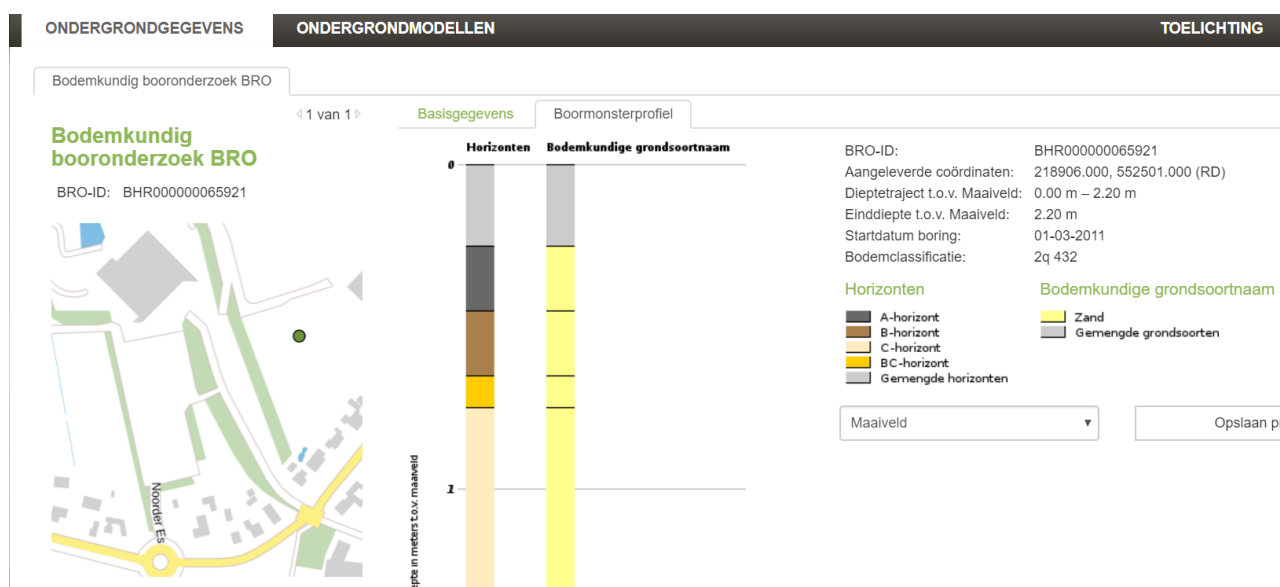 ONDERGRONDGEGEVENS
ONDERGRONDMODELLEN
TOELICHTING
Bodemkundig booronderzoek BRO
Bodemkundig
booronderzoek BRO
1 van 1
BRO-ID: BHR000000065921
Noorder Es
Basisgegevens
Boormonsterprofiel
Horizonten Bodemkundige grondsoortnaam
0
1
epte in meters t.o.v. maaiveld
BRO-ID: BHR000000065921
Aangeleverde coördinaten: 218906.000, 552501.000 (RD)
Dieptetraject t.o.v. Maaiveld: 0.00 m – 2.20 m
Einddiepte t.o.v. Maaiveld: 2.20 m
Startdatum boring: 01-03-2011
Bodemclassificatie: 2q 432
Horizonten
A-horizont
B-horizont
C-horizont
BC-horizont
Gemengde horizonten
Bodemkundige grondsoortnaam
Zand
Gemengde grondsoorten
Maaiveld
Opslaan p